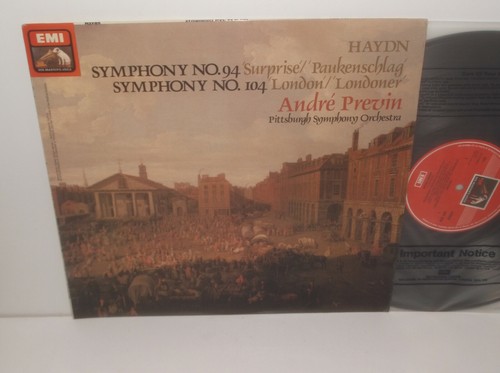 EMI
HAYDN
SYMPHONY NO.94 'Surprise'/'Paukenschlag'
SYMPHONY NO. 104 'London'/'Londoner'
André Previn
Pittsburgh Symphony Orchestra
EMI
Important Notice